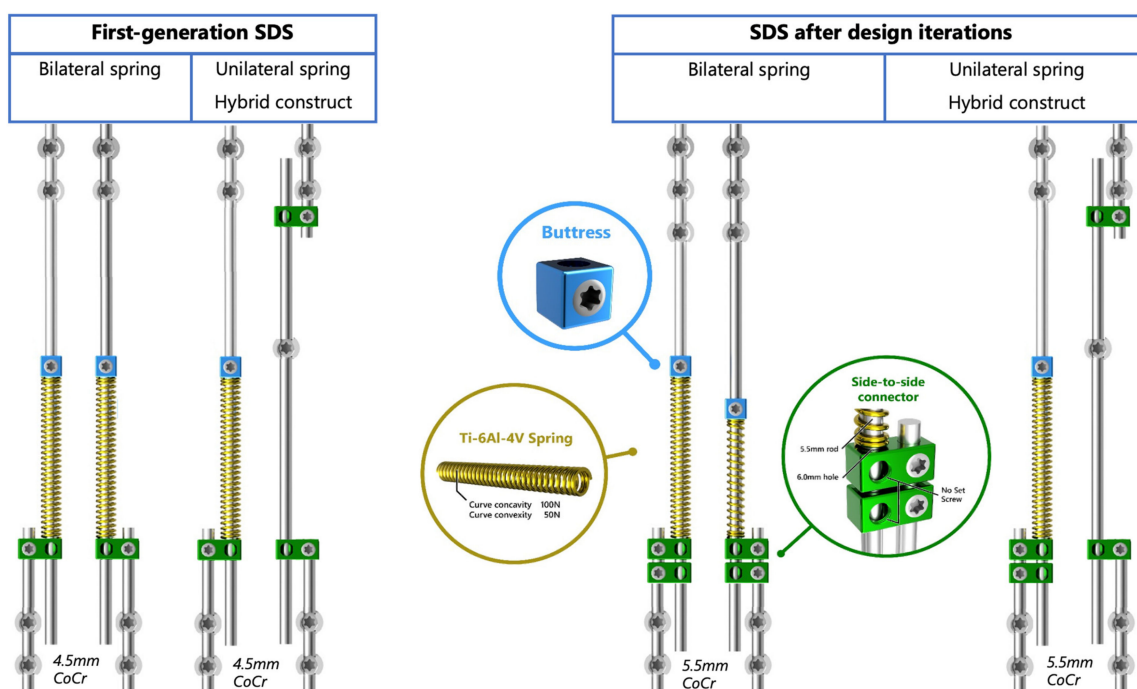 First-generation SDS
Bilateral spring
Unilateral spring
Hybrid construct
4.5mm
CoCr
4.5mm
CoCr
SDS after design iterations
Bilateral spring
Unilateral spring
Hybrid construct
Buttress
Ti-6Al-4V Spring
Curve concavity 100N
Curve convexity 50N
Side-to-side
connector
5.5mm rod
6.0mm hole
No Set
Screw
5.5mm
CoCr
5.5mm
CoCr